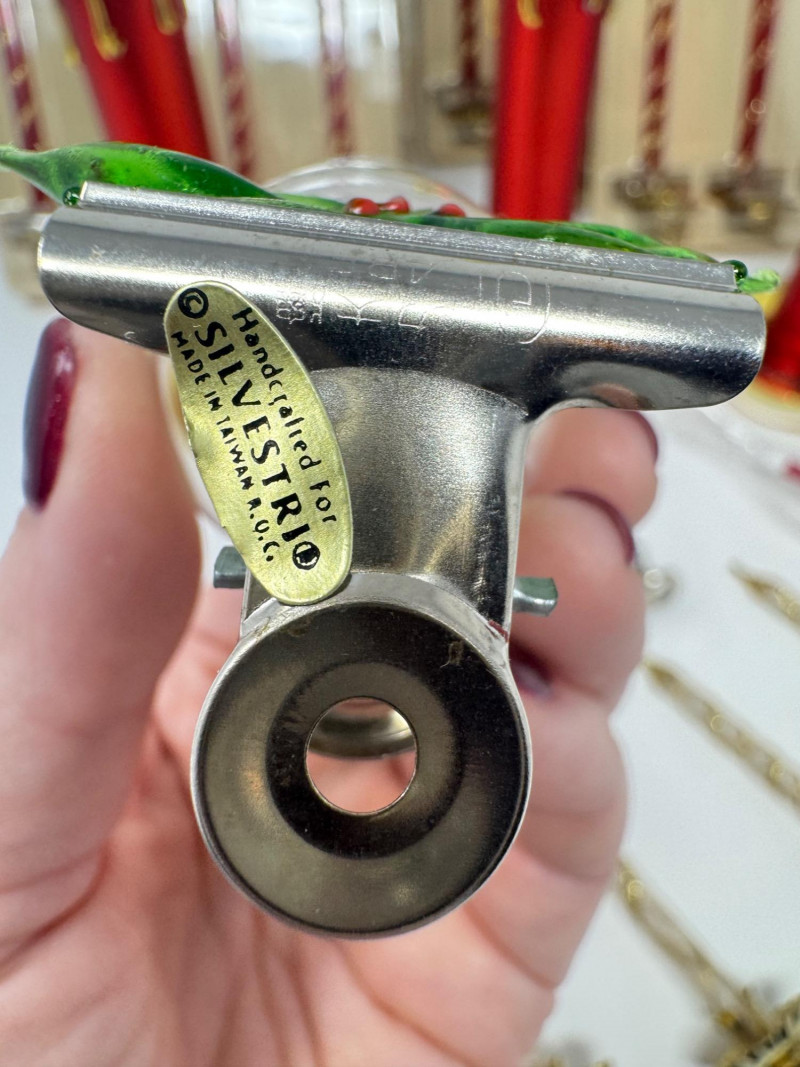 Handcrafted For
© SILVESTRI ®
MADE IN TAIWAN R.O.C.